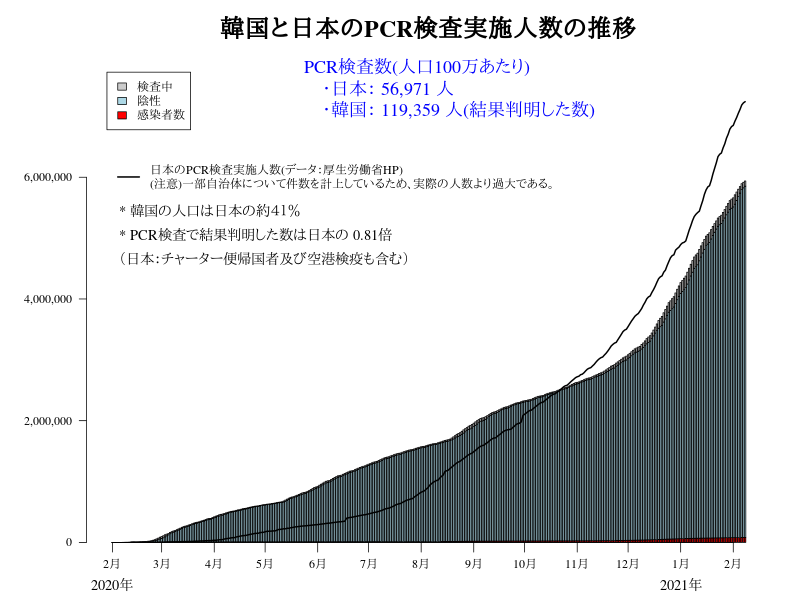 韓国と日本のPCR検査実施人数の推移
PCR検査数(人口100万あたり)
・日本： 56,971 人
・韓国： 119,359 人(結果判明した数)
検査中
陰性
感染者数
日本のPCR検査実施人数(データ：厚生労働省HP)
(注意)一部自治体について件数を計上しているため、実際の人数より過大である。
* 韓国の人口は日本の約41%
* PCR検査で結果判明した数は日本の 0.81倍
（日本：チャーター便帰国者及び空港検疫も含む）
6,000,000
4,000,000
2,000,000
0
2月 3月 4月 5月 6月 7月 8月 9月 10月 11月 12月 1月 2月
2020年 2021年